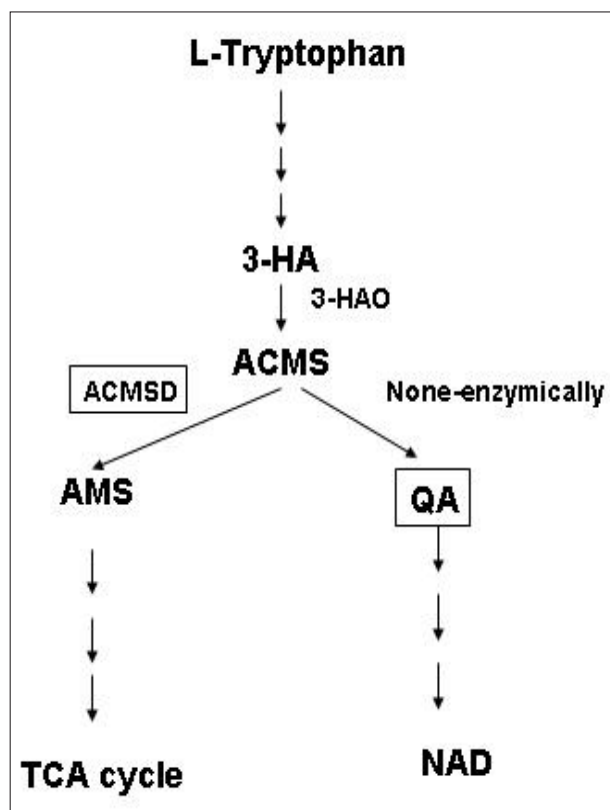 L-Tryptophan
3-HA
3-HAO
ACMS
ACMSD
None-enzymically
AMS
QA
TCA cycle
NAD